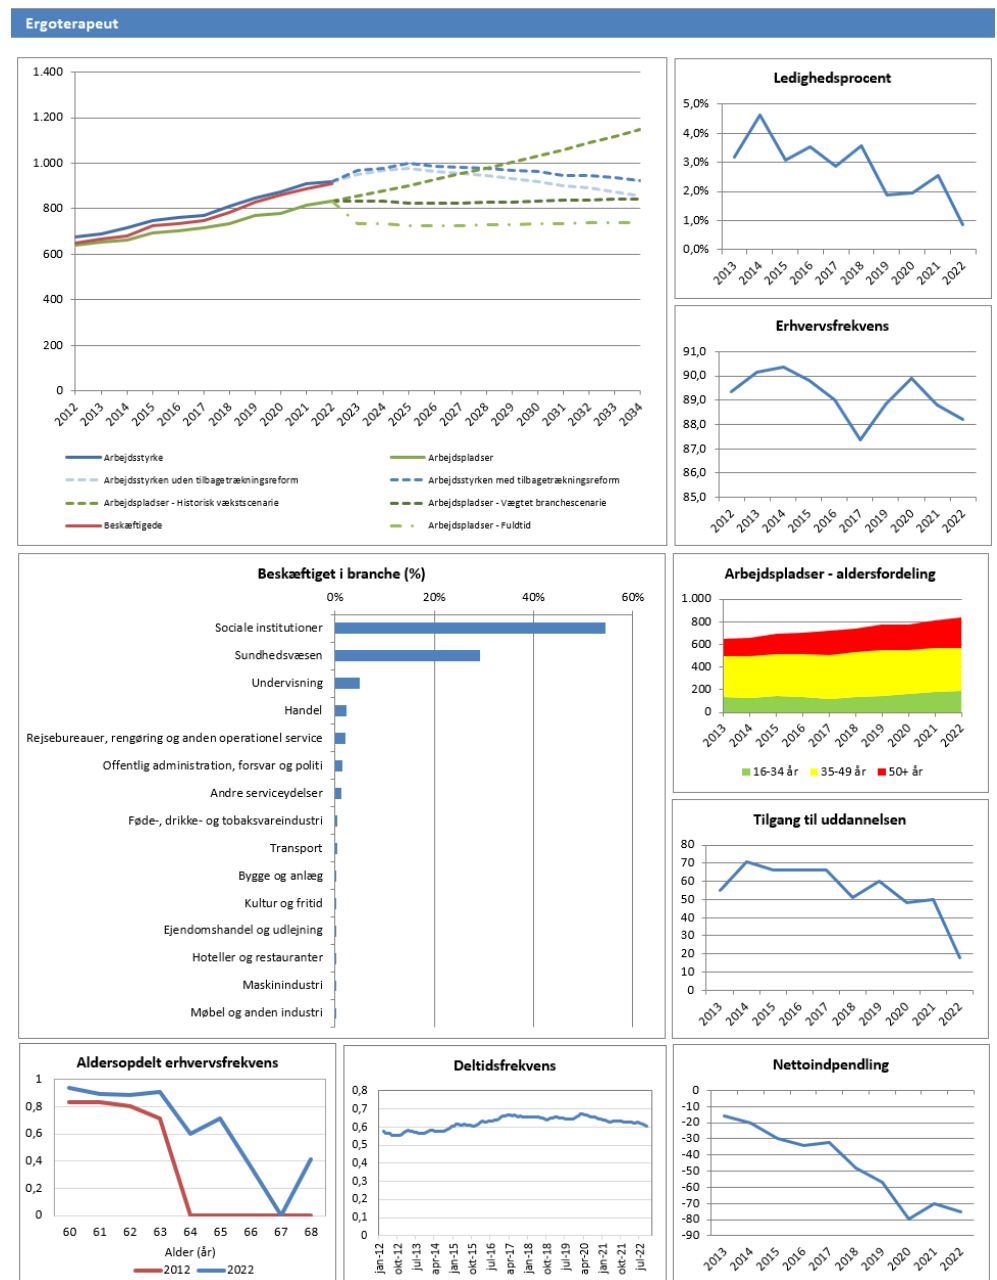 Ergoterapeut
1.400
1.200
1.000
800
600
400
200
0
2012 2013 2014 2015 2016 2017 2018 2019 2020 2021 2022 2023 2024 2025 2026 2027 2028 2029 2030 2031 2032 2033 2034
Arbejdsstyrke Arbejdspladser
Arbejdsstyrken uden tilbagetrækningsreform Arbejdsstyrken med tilbagetrækningsreform
Arbejdspladser - Historisk vækstscenarie Arbejdspladser - Vægtet branchescenarie
Beskæftigede Arbejdspladser - Fuldtid
Ledighedsprocent
5,0%
4,0%
3,0%
2,0%
1,0%
0,0%
2013 2014 2015 2016 2017 2018 2019 2020 2021 2022
Erhvervsfrekvens
91,0
90,0
89,0
88,0
87,0
86,0
85,0
2012 2013 2014 2015 2016 2017 2018 2019 2020 2021 2022
Beskæftiget i branche (%)
0% 20% 40% 60%
Sociale institutioner
Sundhedsvæsen
Undervisning
Handel
Rejsebureauer, rengøring og anden operationel service
Offentlig administration, forsvar og politi
Andre serviceydelser
Føde-, drikke- og tobaksvareindustri
Transport
Bygge og anlæg
Kultur og fritid
Ejendomshandel og udlejning
Hoteller og restauranter
Maskinindustri
Møbel og anden industri
Arbejdspladser - aldersfordeling
1.000
800
600
400
200
0
2013 2014 2015 2016 2017 2018 2019 2020 2021 2022
16-34 år 35-49 år 50+ år
Tilgang til uddannelsen
80
70
60
50
40
30
20
10
0
2013 2014 2015 2016 2017 2018 2019 2020 2021 2022
Aldersopdelt erhvervsfrekvens
1
0,8
0,6
0,4
0,2
0
60 61 62 63 64 65 66 67 68
Alder (år)
2012 2022
Deltidsfrekvens
0,8
0,7
0,6
0,5
0,4
0,3
0,2
0,1
0
jan-12 okt-12 jul-13 apr-14 jan-15 okt-15 jul-16 apr-17 jan-18 okt-18 jul-19 apr-20 jan-21 okt-21 jul-22
Nettoindpendling
0
-10
-20
-30
-40
-50
-60
-70
-80
-90
2013 2014 2015 2016 2017 2018 2019 2020 2021 2022